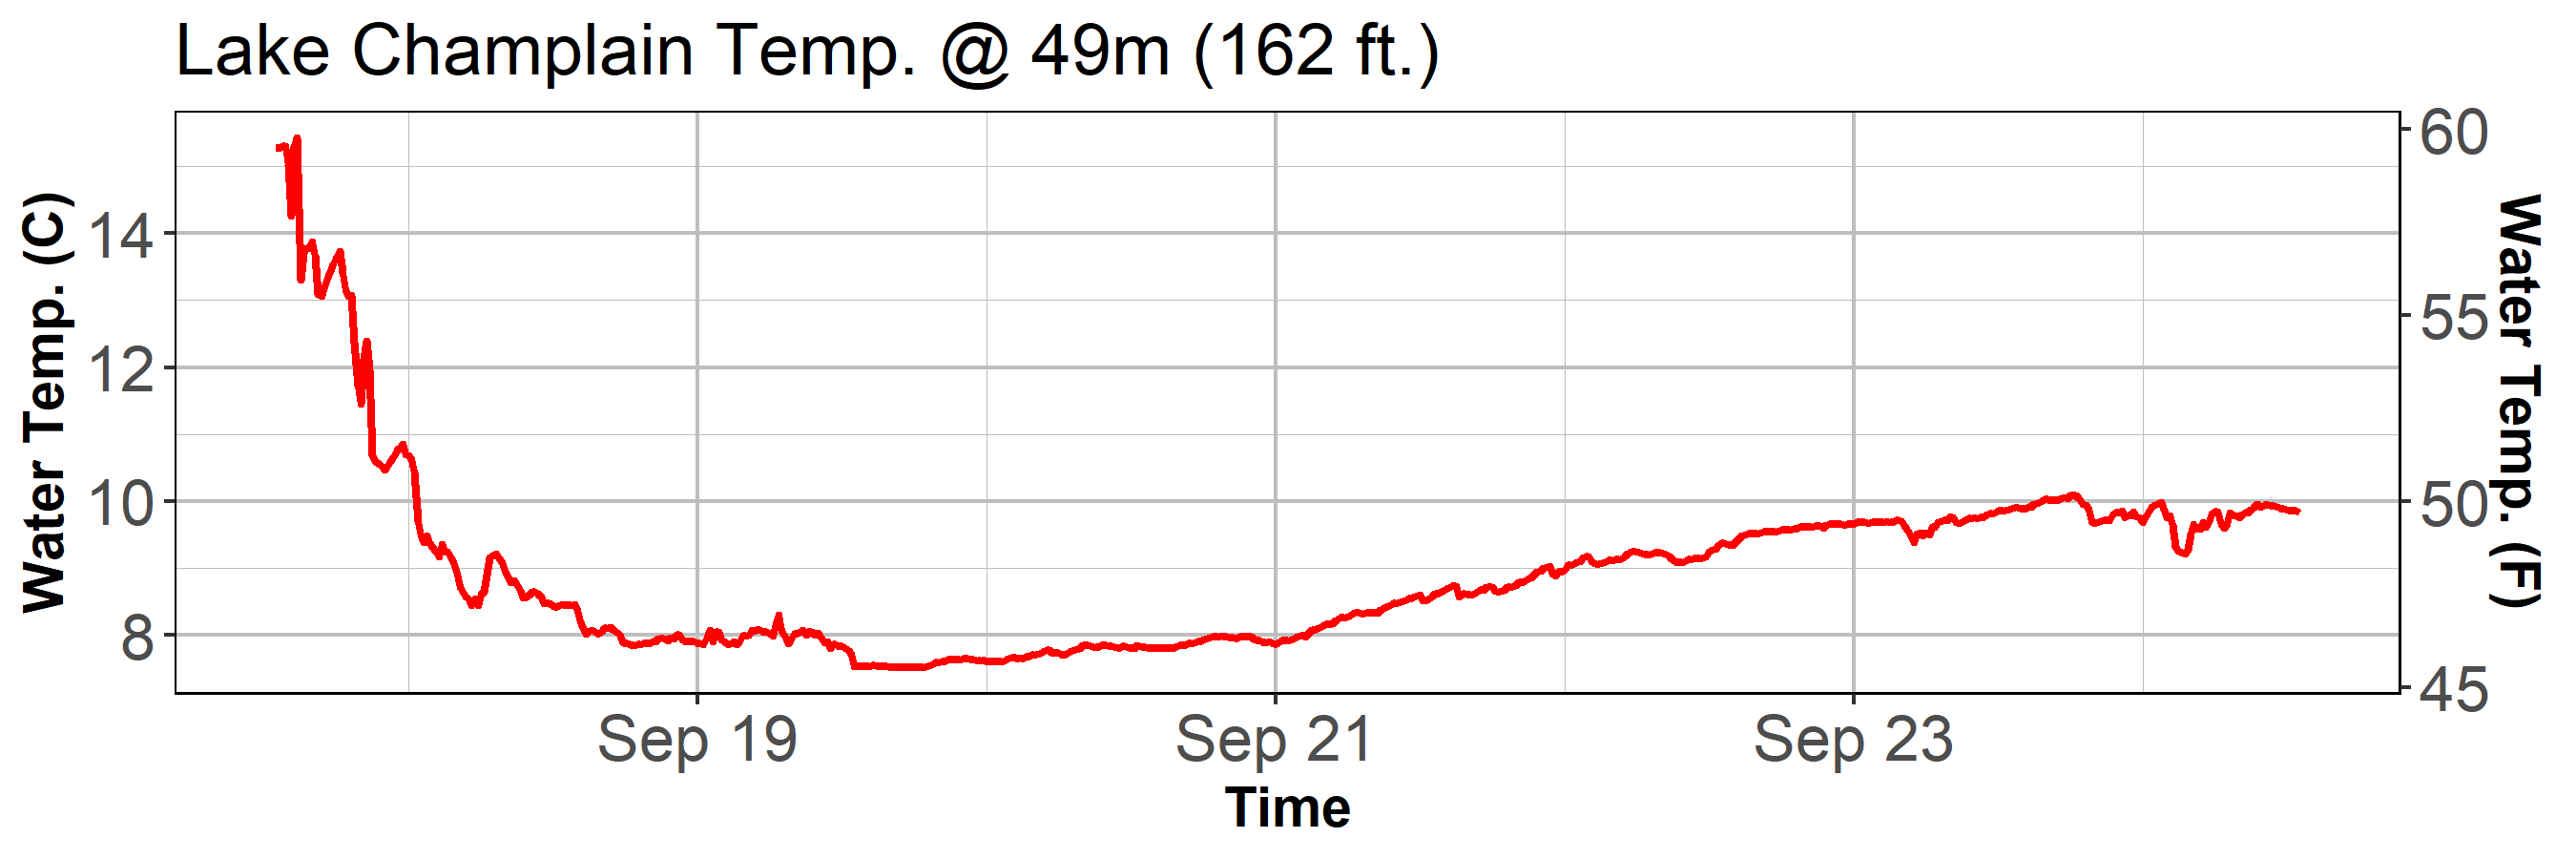 Lake Champlain Temp. @ 49m (162 ft.)
Water Temp. (C)
14
12
10
8
60
55
50
45
Water Temp. (F)
Sep 19
Sep 21
Sep 23
Time